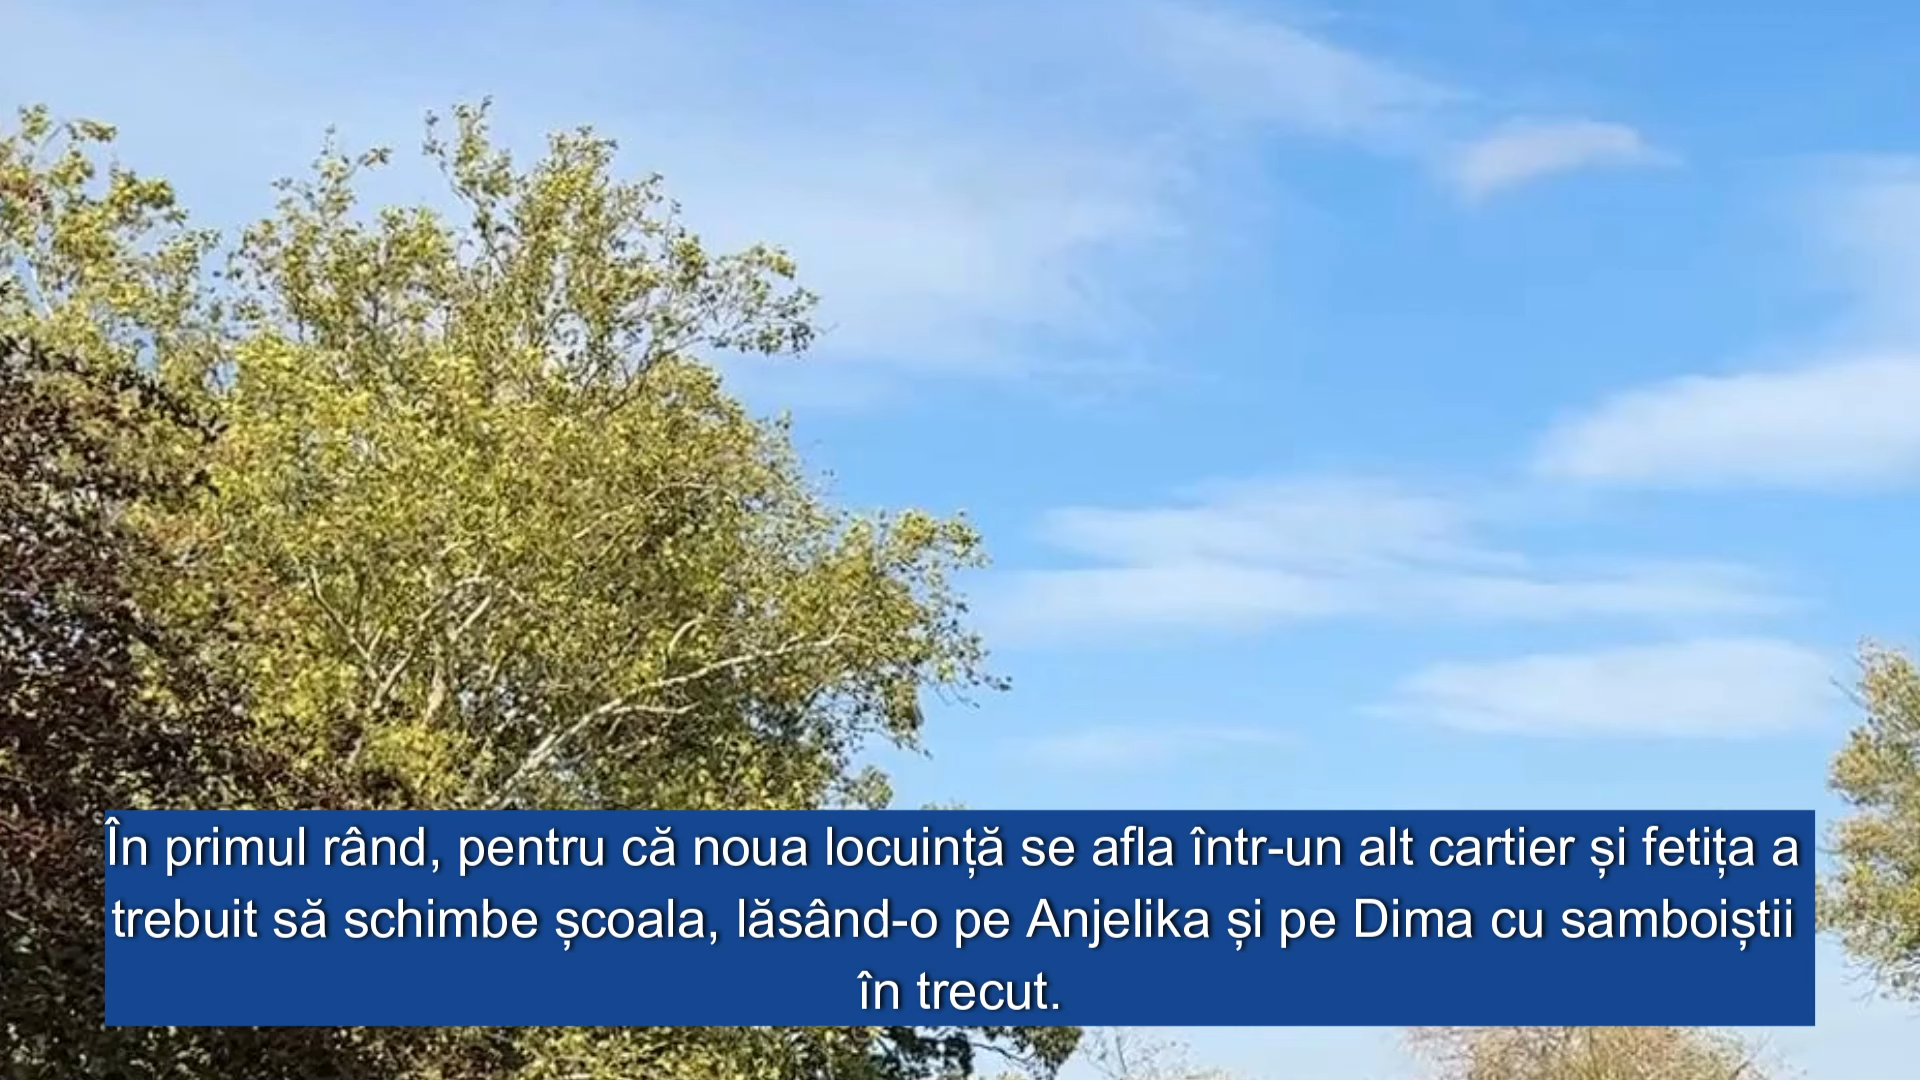 În primul rând, pentru că noua locuință se afla într-un alt cartier și fetița a
trebuit să schimbe școala, lăsând-o pe Anjelika și pe Dima cu samboiștii
în trecut.